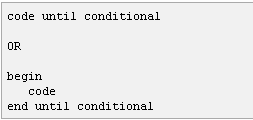 code until conditional
OR
begin
code
end until conditional